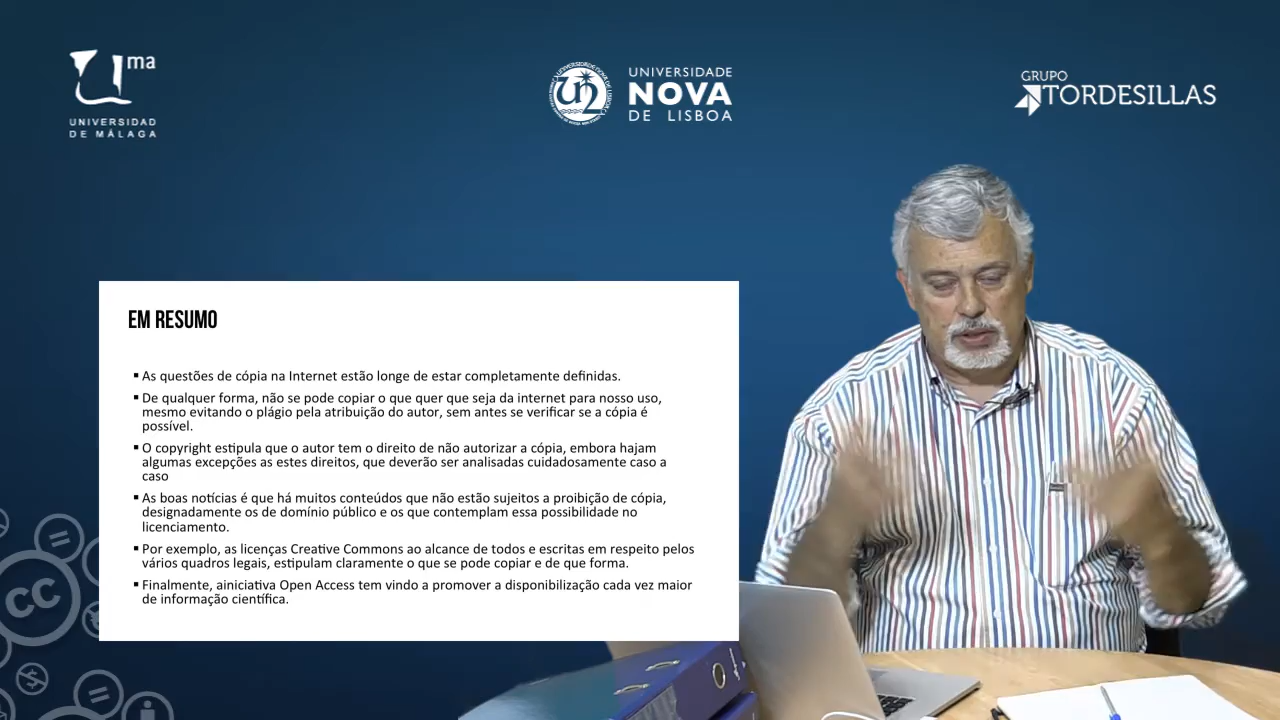 Uma
UNIVERSIDAD
DE MÁLAGA
UNIVERSIDADE
NOVA
DE LISBOA
GRUPO
TORDESILLAS
EM RESUMO
▪ As questões de cópia na Internet estão longe de estar completamente definidas.
▪ De qualquer forma, não se pode copiar o que quer que seja da internet para nosso uso,
mesmo evitando o plágio pela atribuição do autor, sem antes se verificar se a cópia é
possível.
▪ O copyright estipula que o autor tem o direito de não autorizar a cópia, embora hajam
algumas excepções as estes direitos, que deverão ser analisadas cuidadosamente caso a
caso
▪ As boas notícias é que há muitos conteúdos que não estão sujeitos a proibição de cópia,
designadamente os de domínio público e os que contemplam essa possibilidade no
licenciamento.
▪ Por exemplo, as licenças Creative Commons ao alcance de todos e escritas em respeito pelos
vários quadros legais, estipulam claramente o que se pode copiar e de que forma.
▪ Finalmente, ainiciativa Open Access tem vindo a promover a disponibilização cada vez maior
de informação científica.
CC